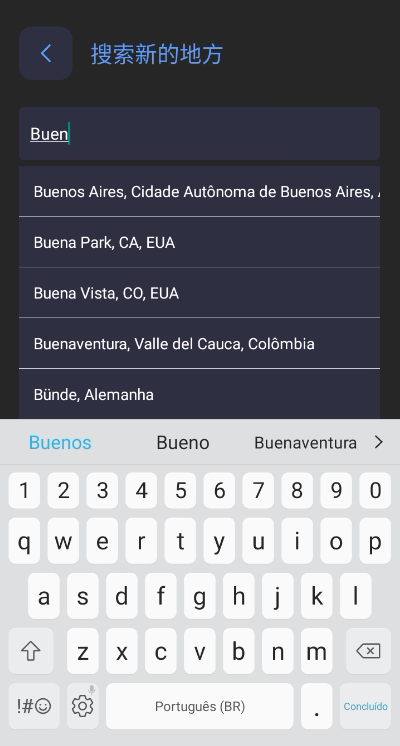 搜索新的地方
Buen
Buenos Aires, Cidade Autônoma de Buenos Aires,
Buena Park, CA, EUA
Buena Vista, CO, EUA
Buenaventura, Valle del Cauca, Colômbia
Bünde, Alemanha
Buenos Bueno Buenaventura
1 2 3 4 5 6 7 8 9 0
q w e r t y u i o p
a s d f g h j k l
z x c v b n m
!#☺ Português (BR) . Concluído